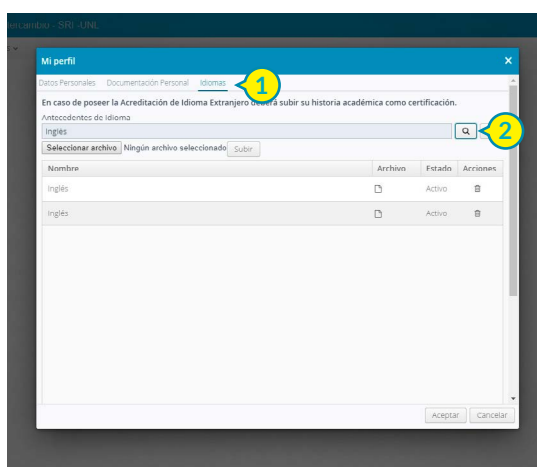 ercambio - SRI -UNL
Mi perfil
Datos Personales Documentación Personal Idiomas 1
En caso de poseer la Acreditación de Idioma Extranjero deberá subir su historia académica como certificación.
Antecedentes de Idioma
Inglés 2
Seleccionar archivo Ningún archivo seleccionado Subir
Nombre Archivo Estado Acciones
Inglés Activo
Inglés Activo
Aceptar Cancelar